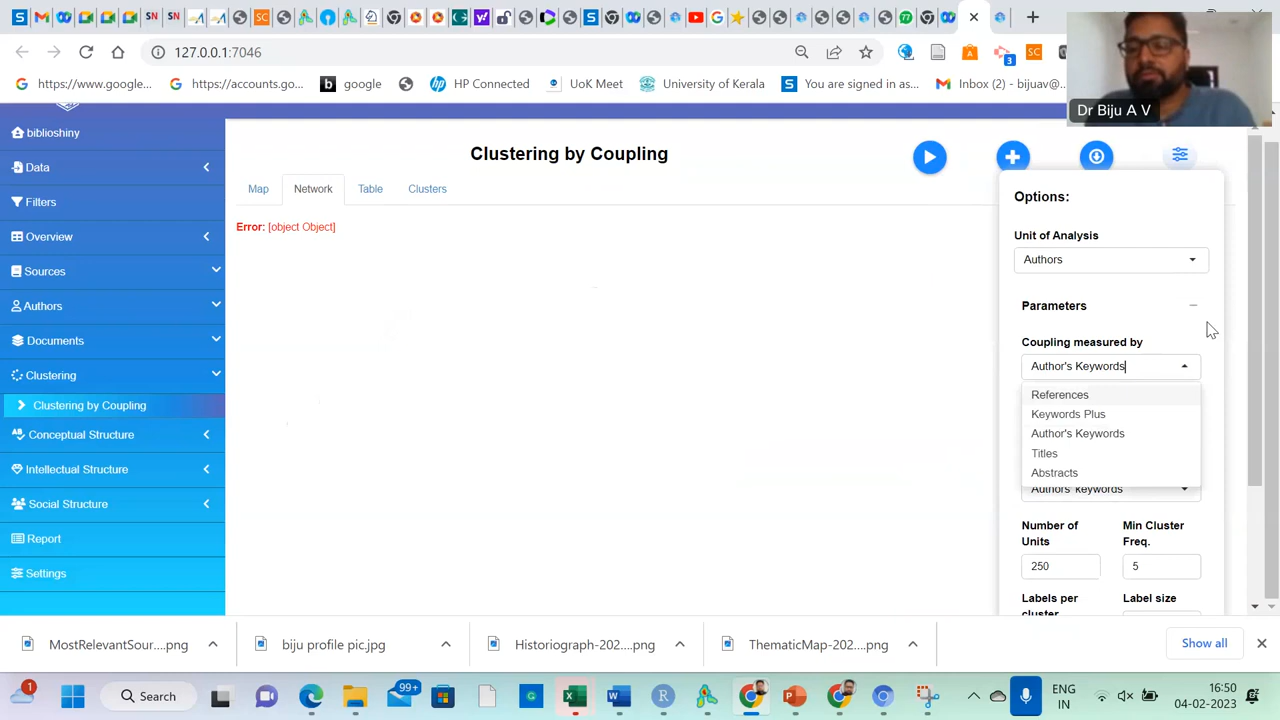 127.0.0.1:7046
3
SC
https://www.google...
https://accounts.go...
google
HP Connected
UoK Meet
University of Kerala
You are signed in as...
Inbox (2) - bijuav@...
Dr Biju A V
biblioshiny
Data
Filters
Overview
Sources
Authors
Documents
Clustering
Clustering by Coupling
Conceptual Structure
Intellectual Structure
Social Structure
Report
Settings
Clustering by Coupling
Map
Network
Table
Clusters
Error: [object Object]
Options:
Unit of Analysis
Authors
Parameters
Coupling measured by
Author's Keywords
References
Keywords Plus
Author's Keywords
Titles
Abstracts
Authors' keywords
Number of
Units
Min Cluster
Freq.
250
5
Labels per
cluster
Label size
MostRelevantSour....png
biju profile pic.jpg
Historiograph-202....png
ThematicMap-202....png
Show all
1
Search
99+
ENG
IN
16:50
04-02-2023